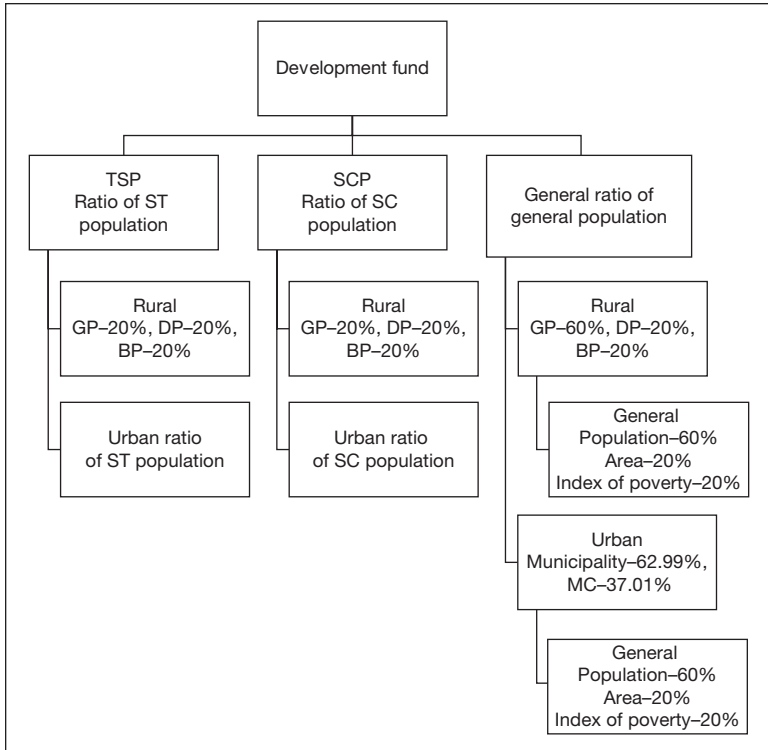 Development fund
TSP
Ratio of ST
population
SCP
Ratio of SC
population
General ratio of
general population
Rural
GP–20%, DP–20%,
BP–20%
Urban ratio
of ST population
Rural
GP–20%, DP–20%,
BP–20%
Urban ratio
of SC population
Rural
GP–60%, DP–20%,
BP–20%
General
Population–60%
Area–20%
Index of poverty–20%
Urban
Municipality–62.99%,
MC–37.01%
General
Population–60%
Area–20%
Index of poverty–20%